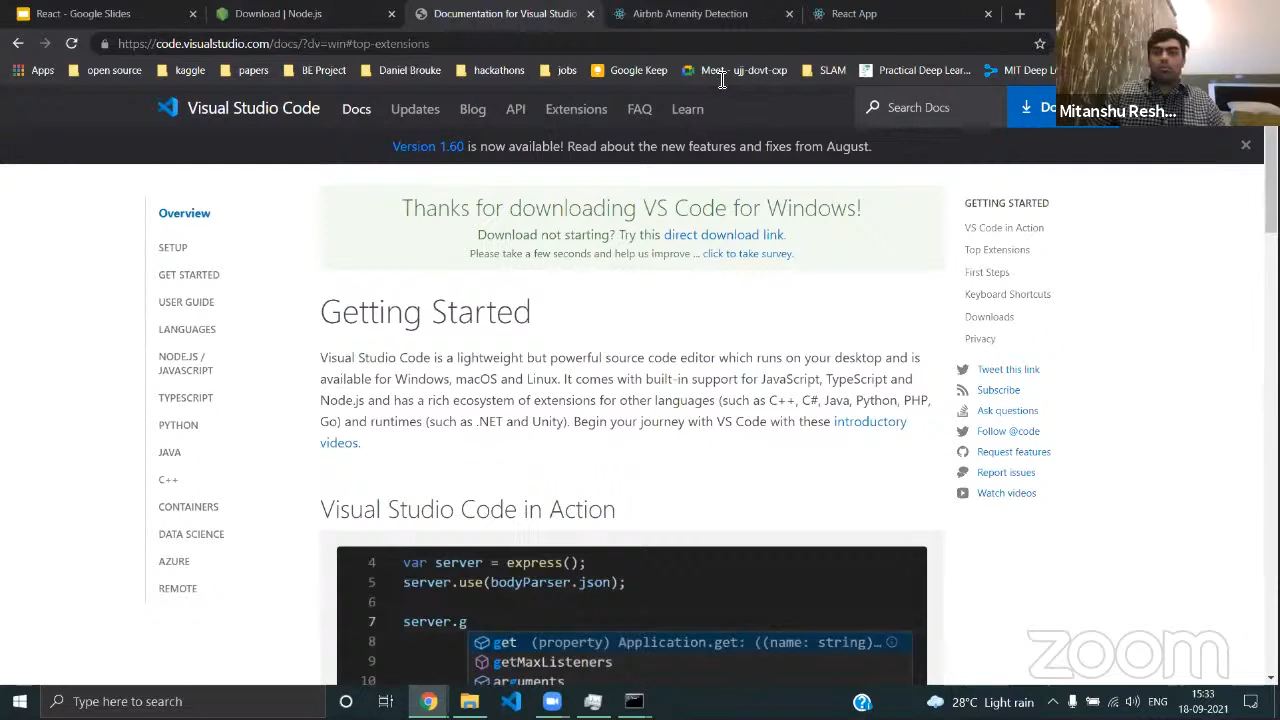 Rose - Google Slides
Download | Node.js
Documentation for Visual Studio
Airbnb Amenity Detection
React App
https://code.visualstudio.com/docs/?dv=win#top-extensions
Apps
open source
kaggle
papers
BE Project
Daniel Brouke
hackathons
jobs
Google Keep
Meet - ujj-dovt-cxp
SLAM
Practical Deep Lear...
MIT Deep L
Visual Studio Code
Docs
Updates
Blog
API
Extensions
FAQ
Learn
Search Docs
Do
Mitanshu Resh...
Version 1.60 is now available! Read about the new features and fixes from August.
Overview
SETUP
GET STARTED
USER GUIDE
LANGUAGES
NODE.JS /
JAVASCRIPT
TYPESCRIPT
PYTHON
JAVA
C++
CONTAINERS
DATA SCIENCE
AZURE
REMOTE
Thanks for downloading VS Code for Windows!
Download not starting? Try this direct download link.
Please take a few seconds and help us improve ... click to take survey.
Getting Started
Visual Studio Code is a lightweight but powerful source code editor which runs on your desktop and is
available for Windows, macOS and Linux. It comes with built-in support for JavaScript, TypeScript and
Node.js and has a rich ecosystem of extensions for other languages (such as C++, C#, Java, Python, PHP,
Go) and runtimes (such as .NET and Unity). Begin your journey with VS Code with these introductory
videos.
Visual Studio Code in Action
4 var server = express();
5 server.use(bodyParser.json);
6
7 server.g
8 get (property) Application.get: ((name: string)...
9 getMaxListeners
10 arguments
GETTING STARTED
VS Code in Action
Top Extensions
First Steps
Keyboard Shortcuts
Downloads
Privacy
Tweet this link
Subscribe
Ask questions
Follow @code
Request features
Report issues
Watch videos
zoom
Type here to search
28°C Light rain
15:33
18-09-2021